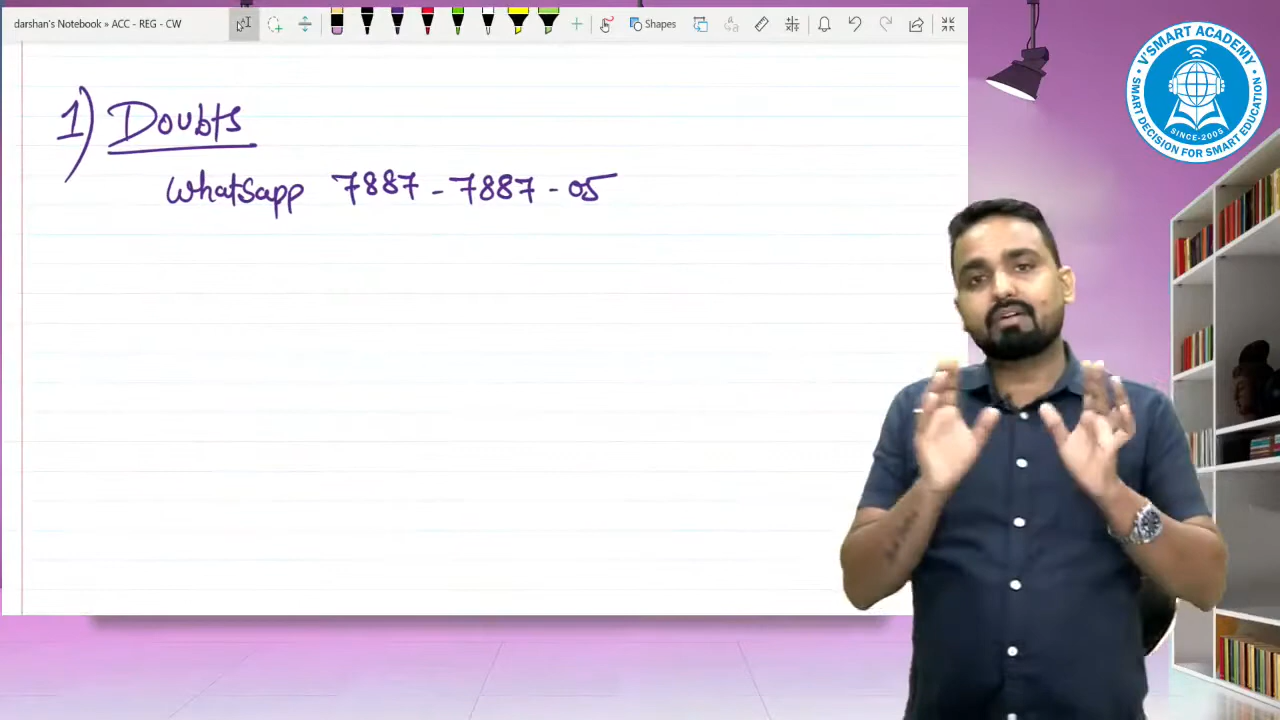 darshan's Notebook » ACC - REG - CW
Shapes
1) Doubts
Whatsapp 7887 - 7887 - 05
V'SMART ACADEMY
SINCE-2005
SMART DECISION FOR SMART EDUCATION